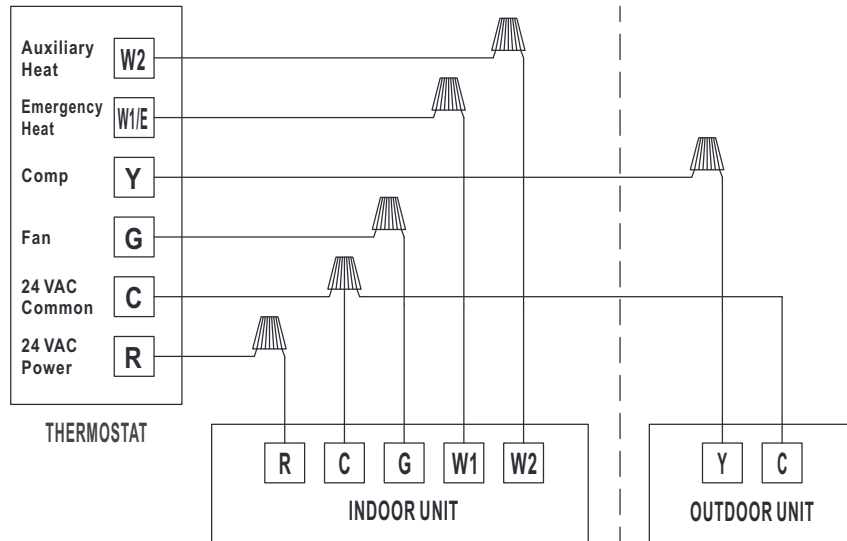 Auxiliary
Heat
W2
Emergency
Heat
W1/E
Comp
Y
Fan
G
24 VAC
Common
C
24 VAC
Power
R
THERMOSTAT
R C G W1 W2
INDOOR UNIT
Y C
OUTDOOR UNIT